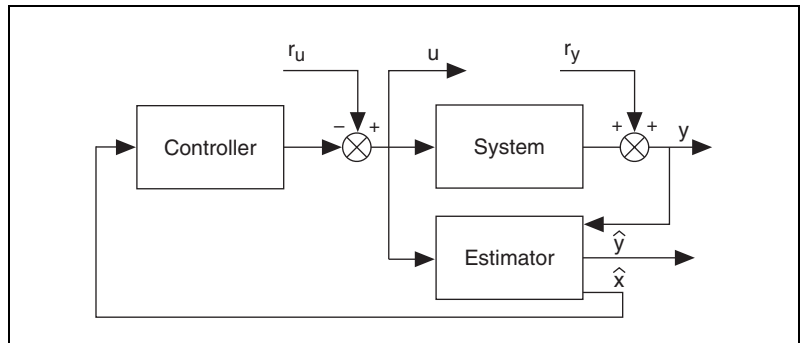 r_u u r_y
− + + + y
Controller System
Estimator ŷ
x̂